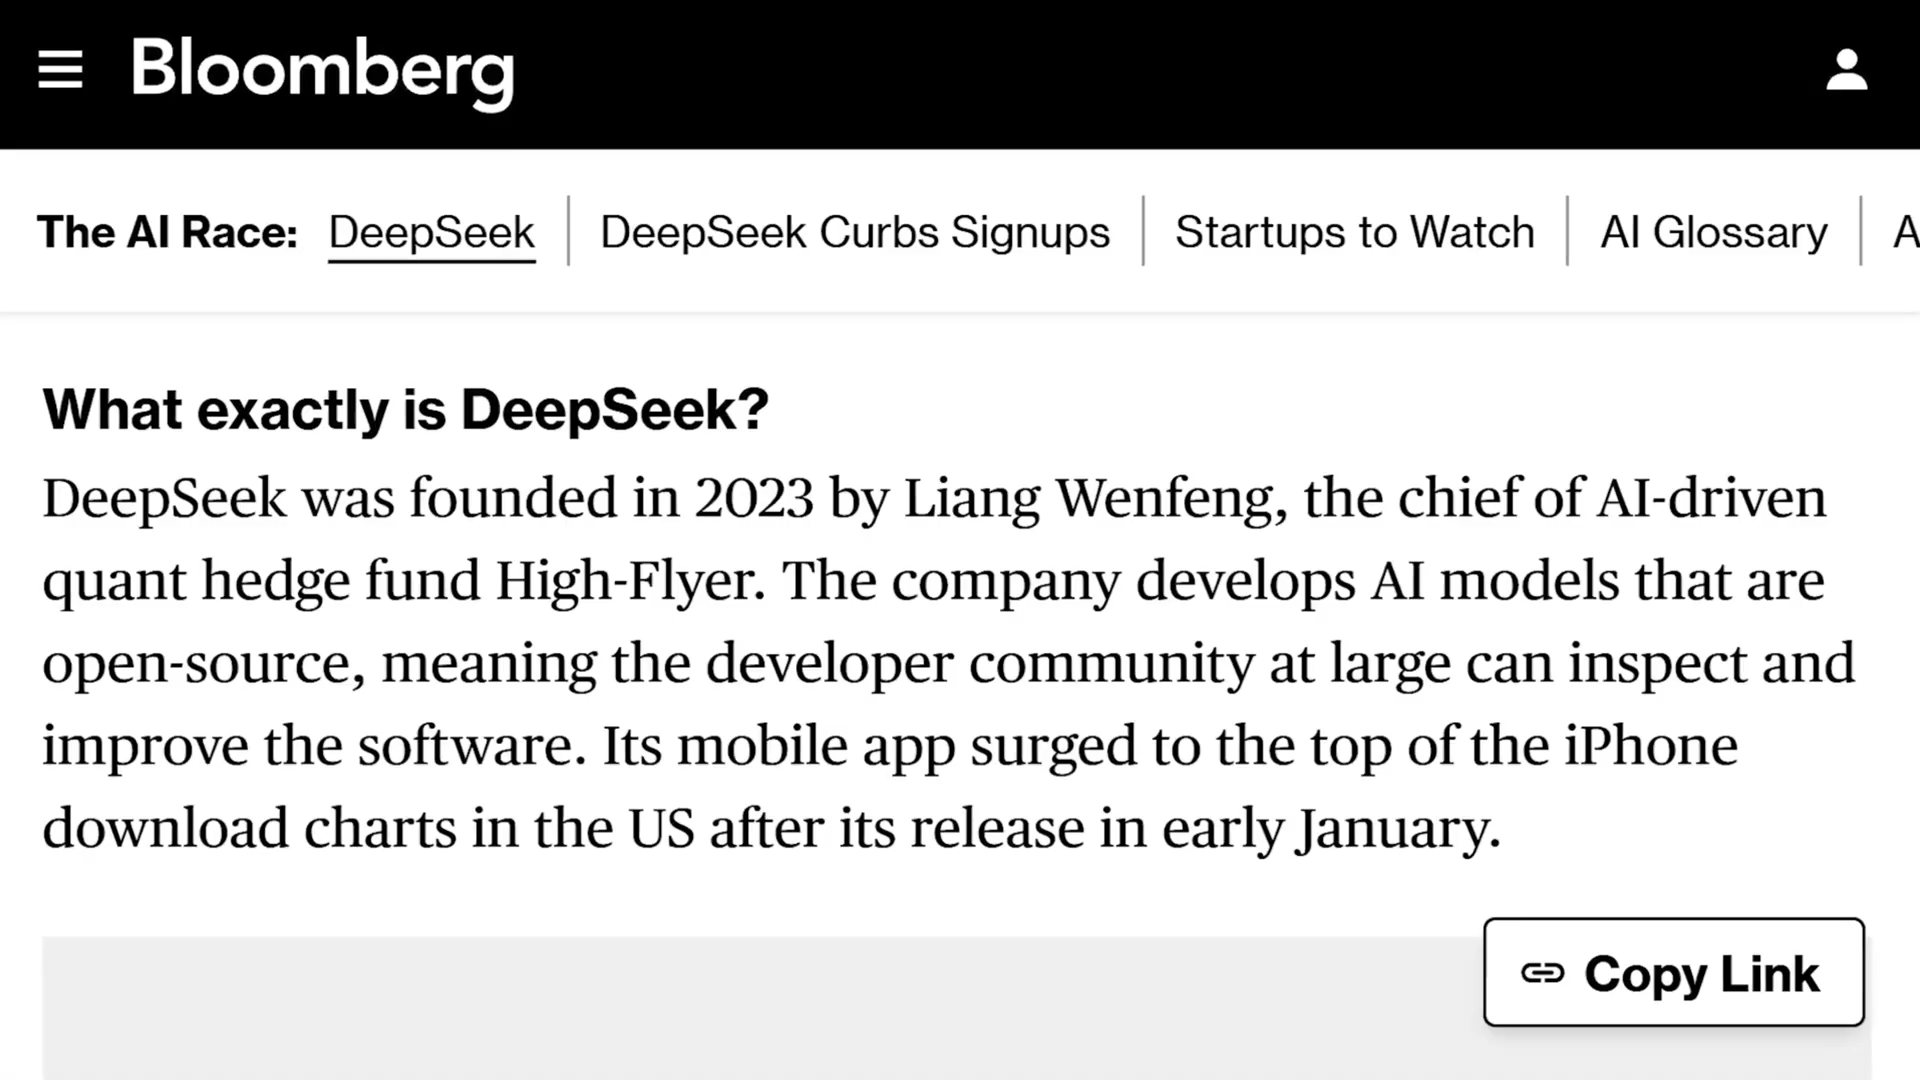 Bloomberg
The AI Race: DeepSeek DeepSeek Curbs Signups Startups to Watch AI Glossary A
What exactly is DeepSeek?
DeepSeek was founded in 2023 by Liang Wenfeng, the chief of AI-driven
quant hedge fund High-Flyer. The company develops AI models that are
open-source, meaning the developer community at large can inspect and
improve the software. Its mobile app surged to the top of the iPhone
download charts in the US after its release in early January.
Copy Link